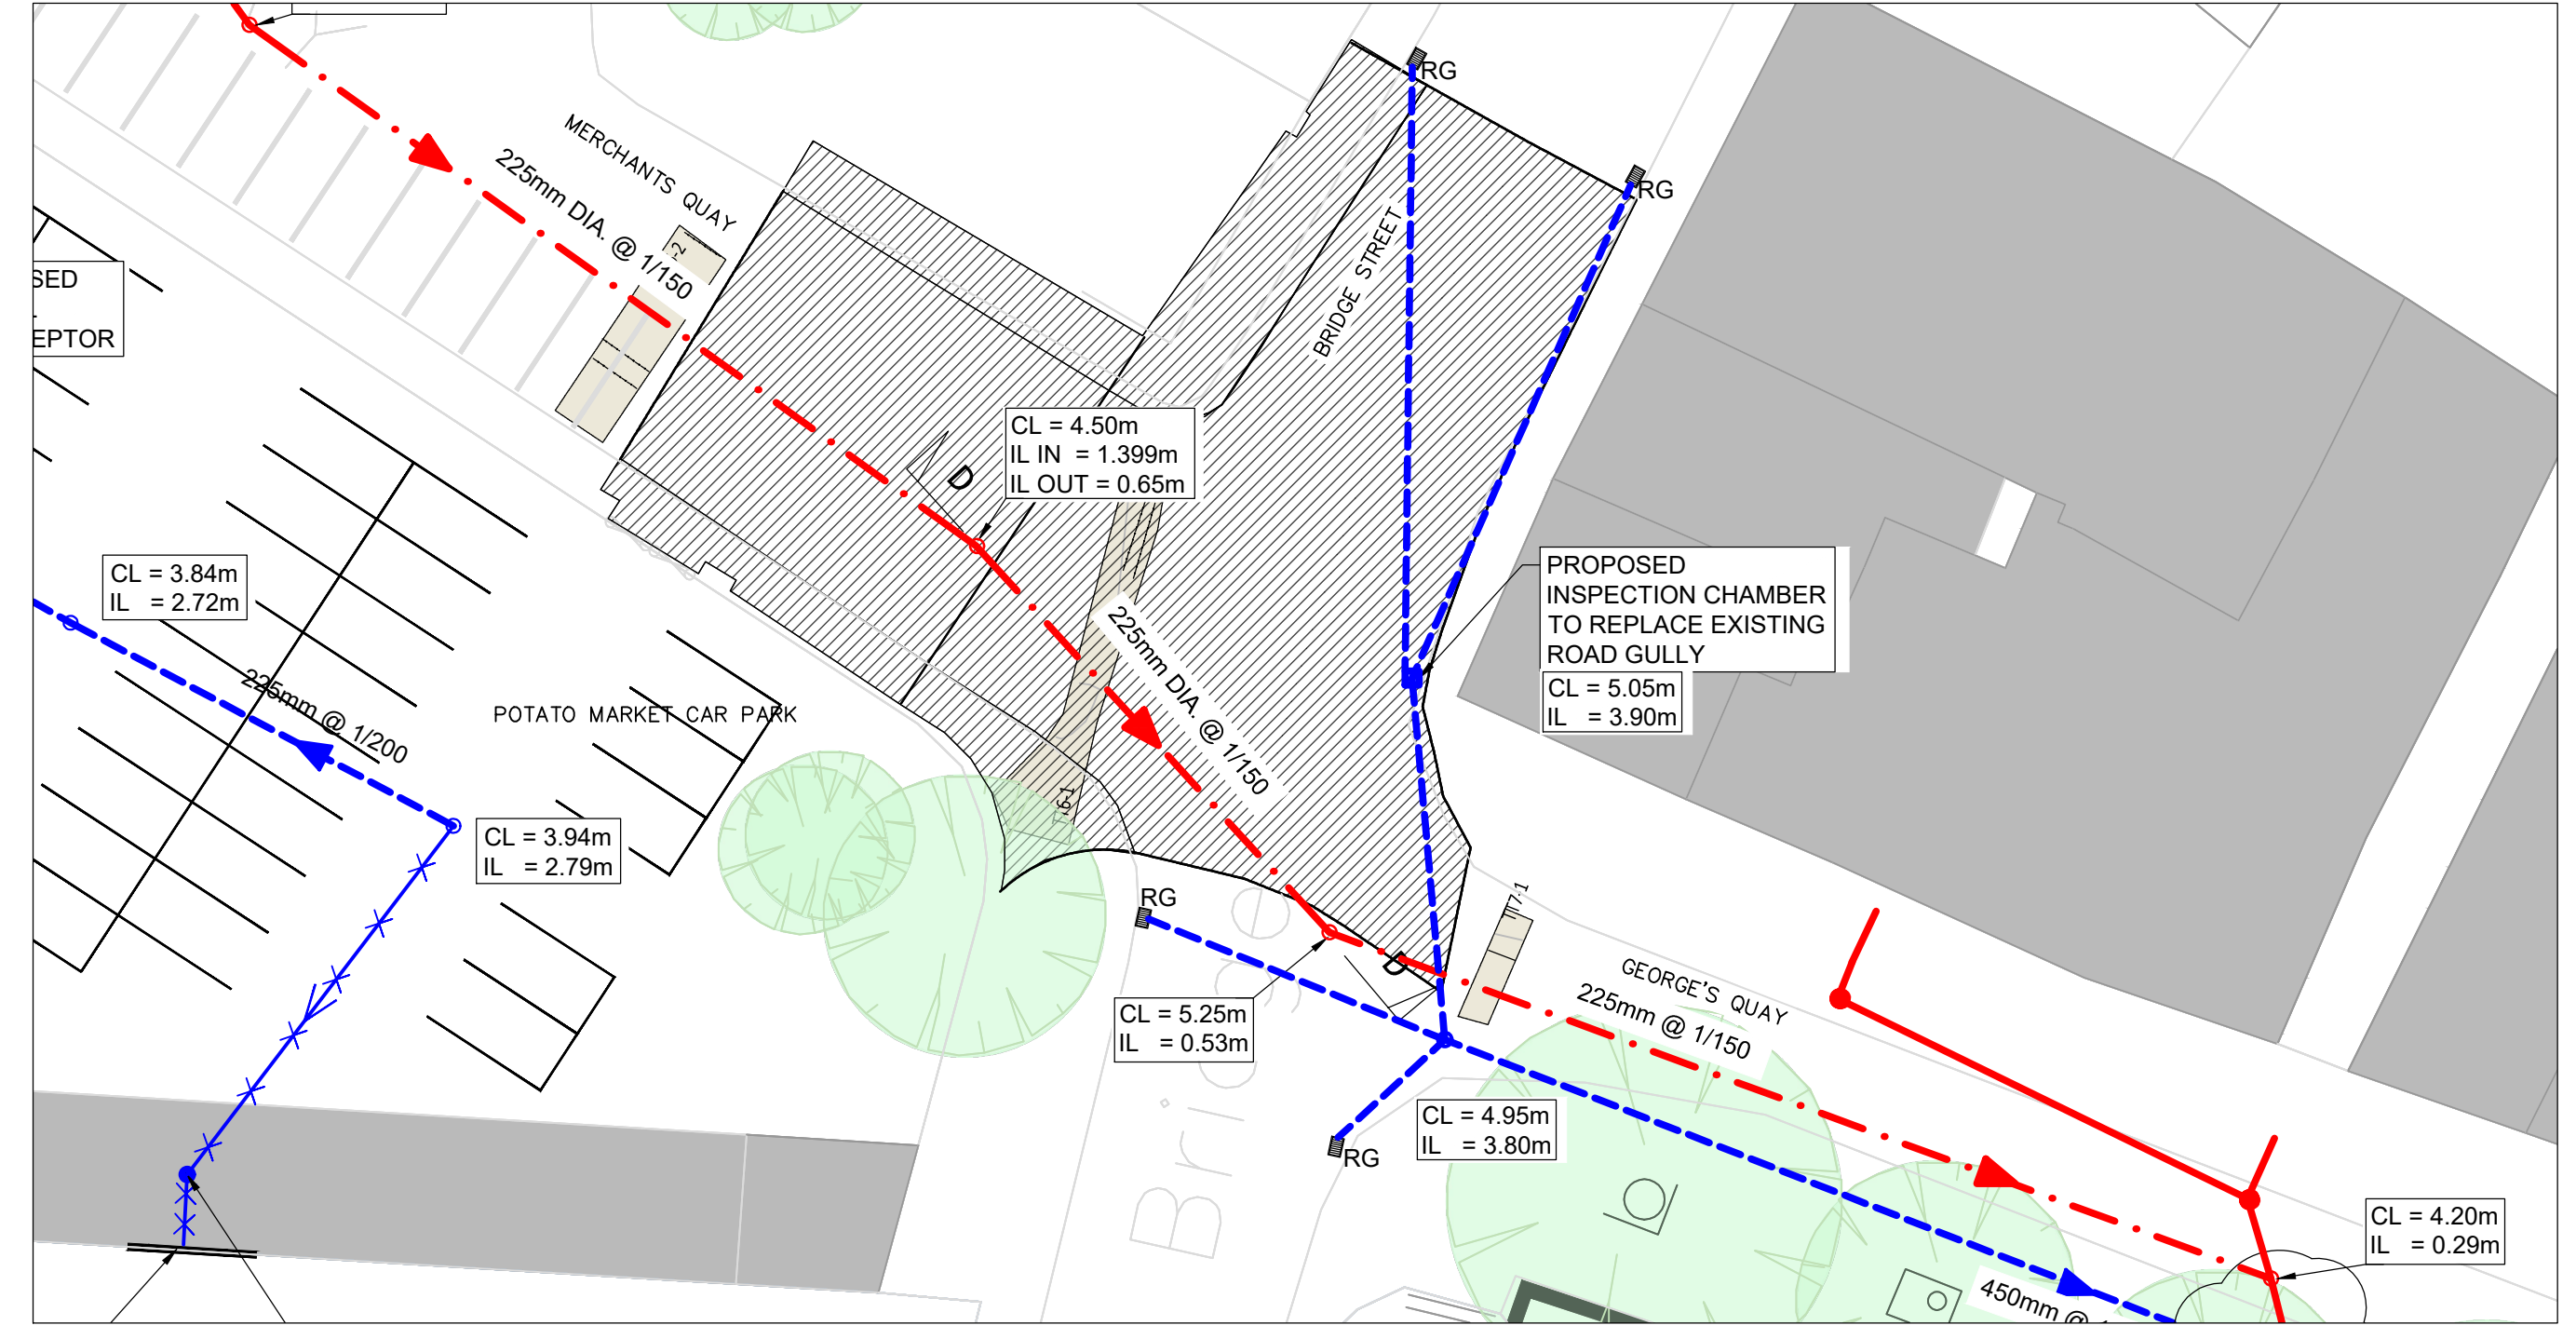 RG
RG
MERCHANTS QUAY
225mm DIA. @ 1/150
-2
BRIDGE STREET
SED
EPTOR
D
CL = 4.50m
IL IN = 1.399m
IL OUT = 0.65m
CL = 3.84m
IL = 2.72m
225mm @ 1/200
POTATO MARKET CAR PARK
225mm DIA. @ 1/150
PROPOSED
INSPECTION CHAMBER
TO REPLACE EXISTING
ROAD GULLY
CL = 5.05m
IL = 3.90m
CL = 3.94m
IL = 2.79m
RG
D
GEORGE'S QUAY
225mm @ 1/150
CL = 5.25m
IL = 0.53m
Bridge
RG
CL = 4.95m
IL = 3.80m
CL = 4.20m
IL = 0.29m
450mm @